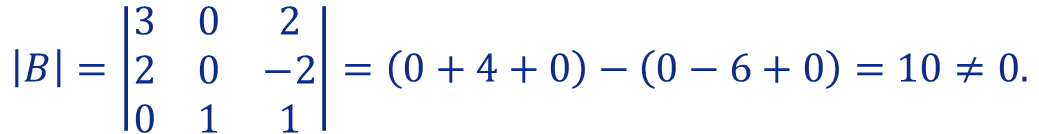 |B| = |3 0 2
2 0 −2
0 1 1| = (0 + 4 + 0) − (0 − 6 + 0) = 10 ≠ 0.